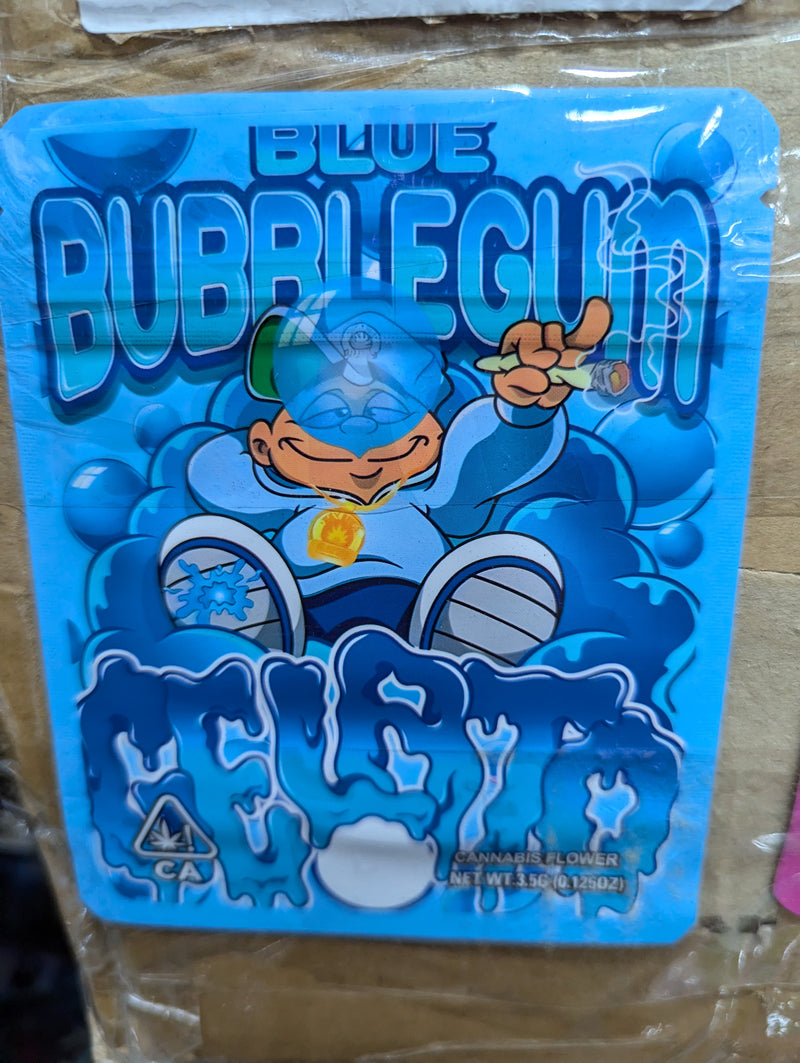 BLUE
BUBBLEGUM
GELATO
CA
CANNABIS FLOWER
NET WT.3.5G (0.125OZ)